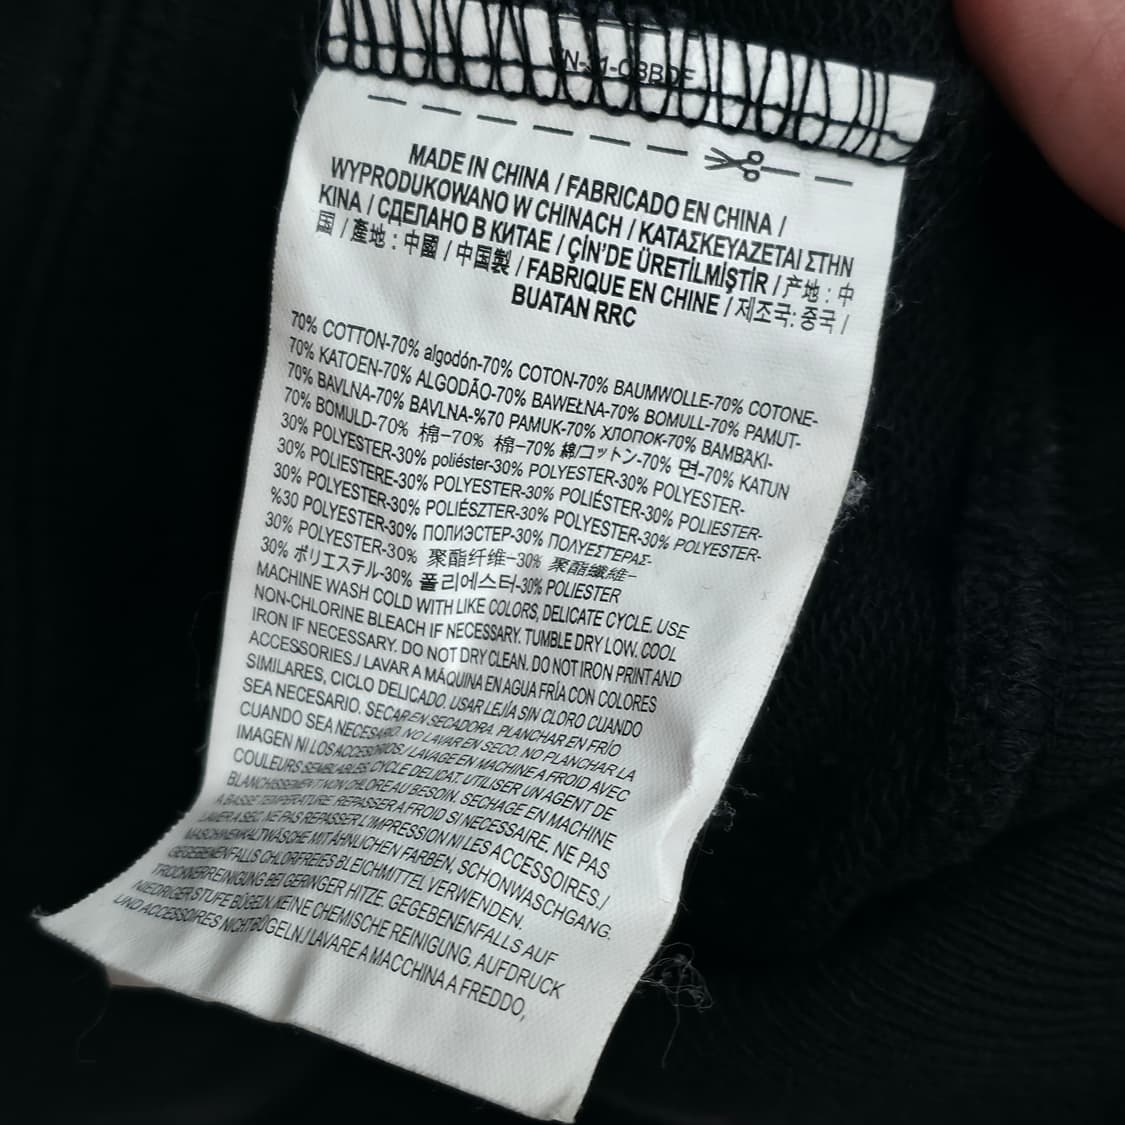 MADE IN CHINA / FABRICADO EN CHINA /
WYPRODUKOWANO W CHINACH / ΚΑΤΑΣΚΕΥΑΖΕΤΑΙ ΣΤΗΝ
ΚΙΝΑ / СДЕЛАНО В КИТАЕ / ÇİN'DE ÜRETİLMİŞTİR / 产地：中
国 / 產地：中國 / 中国製 / FABRIQUE EN CHINE / 제조국: 중국 /
BUATAN RRC
70% COTTON-70% algodón-70% COTON-70% BAUMWOLLE-70% COTONE-
70% KATOEN-70% ALGODÃO-70% BAWEŁNA-70% BOMULL-70% PAMUT-
70% BAVLNA-70% BAVLNA-%70 PAMUK-70% ХЛОПОК-70% ΒΑΜΒΆΚΙ-
70% BOMULD-70% 棉-70% 棉-70% 綿/コットン-70% 면-70% KATUN
30% POLYESTER-30% poliéster-30% POLYESTER-30% POLYESTER-
30% POLIESTERE-30% POLYESTER-30% POLIÉSTER-30% POLIESTER-
30% POLYESTER-30% POLIÉSZTER-30% POLYESTER-30% POLYESTER-
%30 POLYESTER-30% ПОЛИЭСТЕР-30% ΠΟΛΥΕΣΤΕΡΑΣ-
30% POLYESTER-30% 聚酯纤维-30% 聚酯纖維-
30% ポリエステル-30% 폴리에스터-30% POLIESTER
MACHINE WASH COLD WITH LIKE COLORS, DELICATE CYCLE. USE
NON-CHLORINE BLEACH IF NECESSARY. TUMBLE DRY LOW. COOL
IRON IF NECESSARY. DO NOT DRY CLEAN. DO NOT IRON PRINT AND
ACCESSORIES./ LAVAR A MÁQUINA EN AGUA FRÍA CON COLORES
SIMILARES, CICLO DELICADO. USAR LEJÍA SIN CLORO CUANDO
SEA NECESARIO. SECAR EN SECADORA. PLANCHAR EN FRÍO
CUANDO SEA NECESARIO. NO LAVAR EN SECO. NO PLANCHAR LA
IMAGEN NI LOS ACCESORIOS./ LAVAGE EN MACHINE A FROID AVEC
COULEURS SEMBLABLES, CYCLE DELICAT. UTILISER UN AGENT DE
BLANCHISSEMENT NON CHLORE AU BESOIN. SECHAGE EN MACHINE
A BASSE TEMPERATURE. REPASSER A FROID SI NECESSAIRE. NE PAS
LAVER A SEC. NE PAS REPASSER L'IMPRESSION NI LES ACCESSOIRES./
MASCHINENKALTWÄSCHE MIT ÄHNLICHEN FARBEN, SCHONWASCHGANG.
GEGEBENENFALLS CHLORFREIES BLEICHMITTEL VERWENDEN.
TROCKNERREINIGUNG BEI GERINGER HITZE. GEGEBENENFALLS AUF
NIEDRIGER STUFE BÜGELN. KEINE CHEMISCHE REINIGUNG. AUFDRUCK
UND ACCESSOIRES NICHT BÜGELN./ LAVARE A MACCHINA A FREDDO,